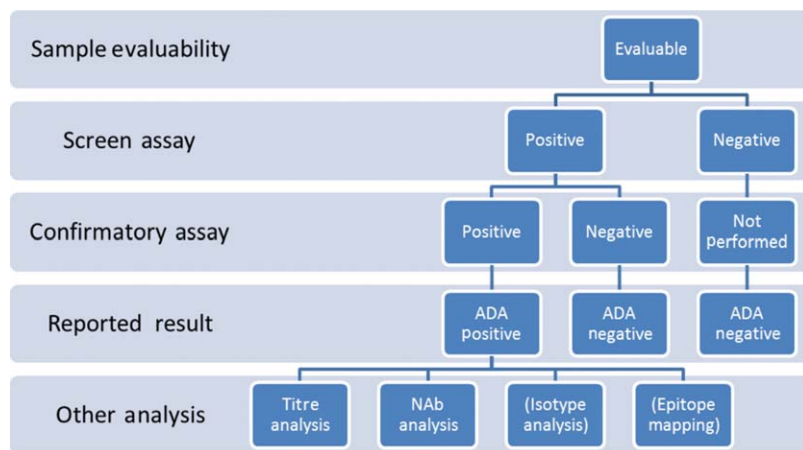 Sample evaluability
Evaluable
Screen assay
Positive
Negative
Confirmatory assay
Positive
Negative
Not
performed
Reported result
ADA
positive
ADA
negative
ADA
negative
Other analysis
Titre
analysis
NAb
analysis
(Isotype
analysis)
(Epitope
mapping)